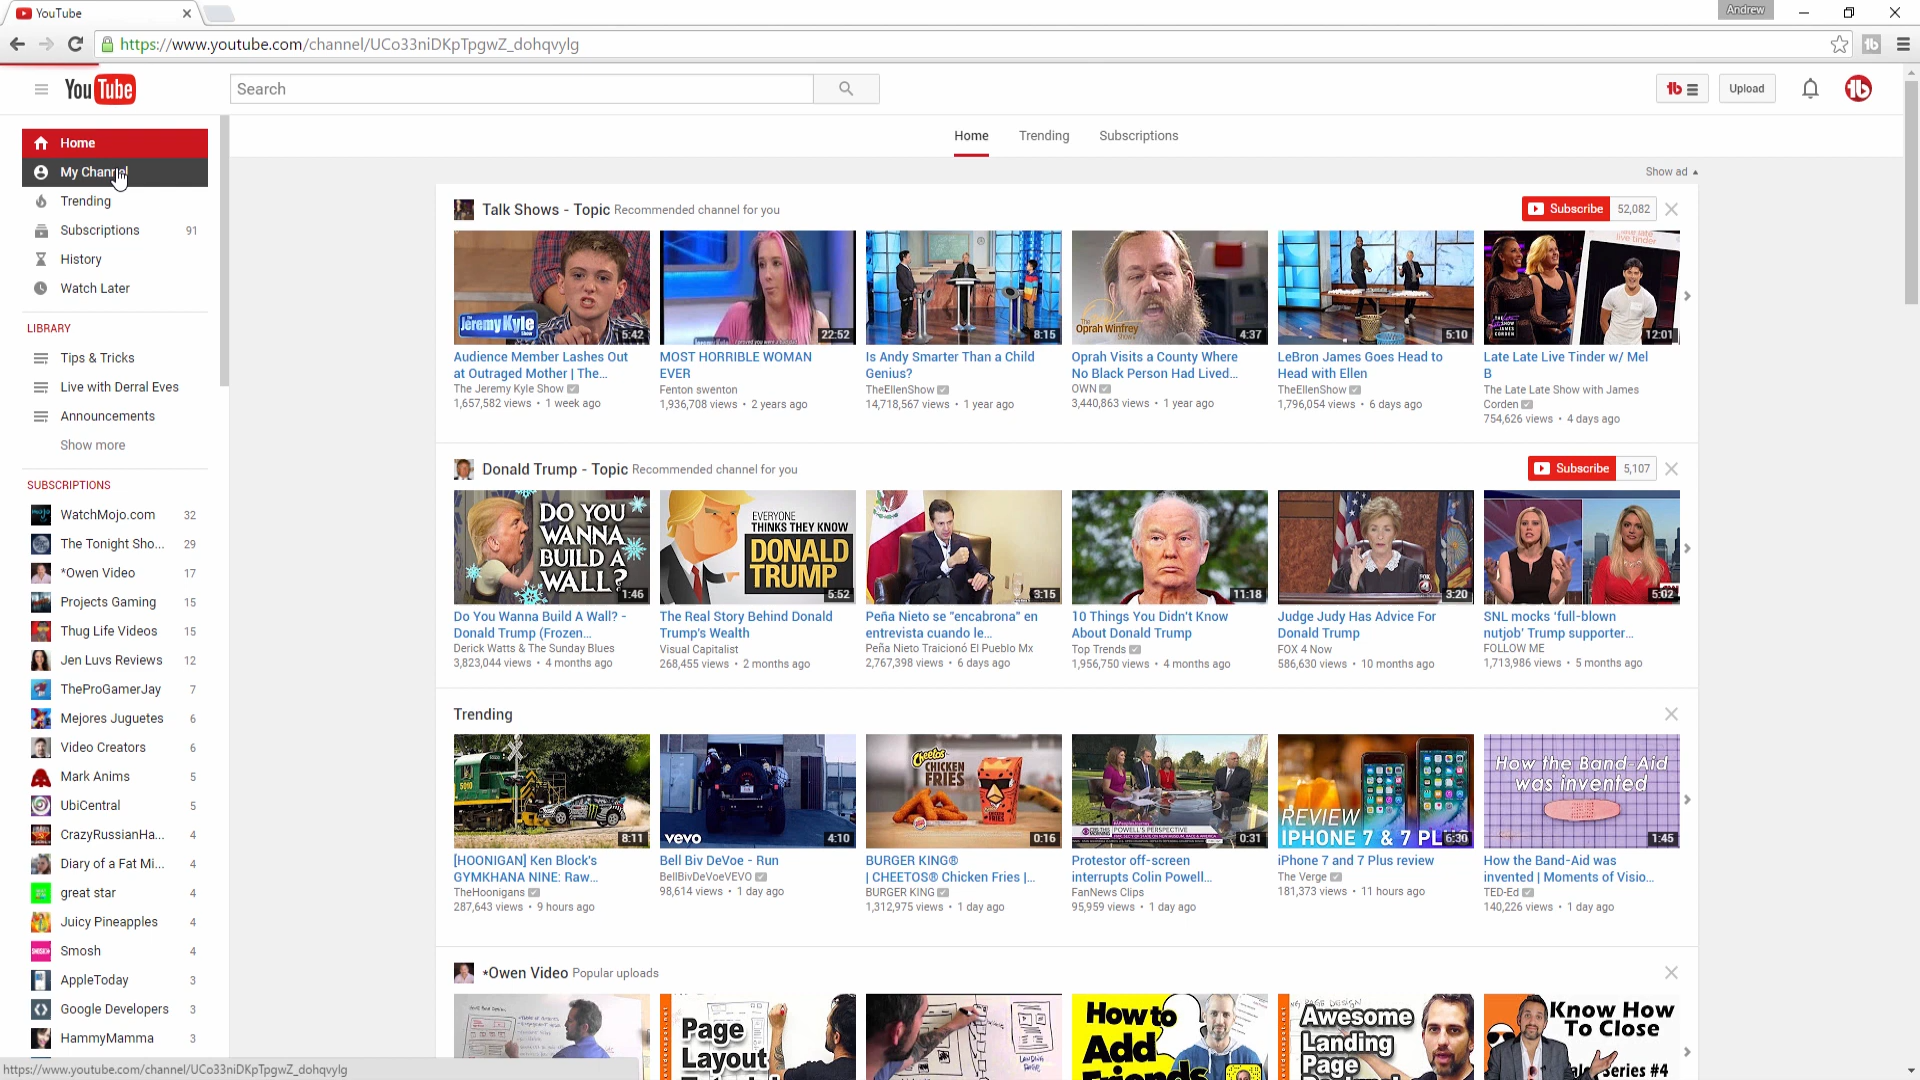 YouTube
Andrew
https://www.youtube.com/channel/UCo33niDKpTpgwZ_dohqvylg
YouTube
Search
tb
Upload
tb
Home
My Channel
Trending
Subscriptions 91
History
Watch Later
LIBRARY
Tips & Tricks
Live with Derral Eves
Announcements
Show more
SUBSCRIPTIONS
WatchMojo.com 32
The Tonight Sho... 29
*Owen Video 17
Projects Gaming 15
Thug Life Videos 15
Jen Luvs Reviews 12
TheProGamerJay 7
Mejores Juguetes 6
Video Creators 6
Mark Anims 5
UbiCentral 5
CrazyRussianHa... 4
Diary of a Fat Mi... 4
great star 4
Juicy Pineapples 4
Smosh 4
AppleToday 3
Google Developers 3
HammyMamma 3
https://www.youtube.com/channel/UCo33niDKpTpgwZ_dohqvylg
Home Trending Subscriptions
Show ad
Talk Shows - Topic Recommended channel for you
Subscribe 52,082
The Jeremy Kyle Show
5:42
22:52
8:15
The Oprah Winfrey Show
4:37
5:10
12:01
Audience Member Lashes Out
at Outraged Mother | The...
The Jeremy Kyle Show
1,657,582 views • 1 week ago
MOST HORRIBLE WOMAN
EVER
Fenton swenton
1,936,708 views • 2 years ago
Is Andy Smarter Than a Child
Genius?
TheEllenShow
14,718,567 views • 1 year ago
Oprah Visits a County Where
No Black Person Had Lived...
OWN
3,440,863 views • 1 year ago
LeBron James Goes Head to
Head with Ellen
TheEllenShow
1,796,054 views • 6 days ago
Late Late Live Tinder w/ Mel
B
The Late Late Show with James
Corden
754,626 views • 4 days ago
Donald Trump - Topic Recommended channel for you
Subscribe 5,107
DO YOU
WANNA
BUILD A
WALL?
1:46
EVERYONE
THINKS THEY KNOW
DONALD
TRUMP
5:52
3:15
11:18
3:20
5:02
Do You Wanna Build A Wall? -
Donald Trump (Frozen...
Derick Watts & The Sunday Blues
3,823,044 views • 4 months ago
The Real Story Behind Donald
Trump's Wealth
Visual Capitalist
268,455 views • 2 months ago
Peña Nieto se "encabrona" en
entrevista cuando le...
Peña Nieto Traicionó El Pueblo Mx
2,767,398 views • 6 days ago
10 Things You Didn't Know
About Donald Trump
Top Trends
1,956,750 views • 4 months ago
Judge Judy Has Advice For
Donald Trump
FOX 4 Now
586,630 views • 10 months ago
SNL mocks 'full-blown
nutjob' Trump supporter...
FOLLOW ME
1,713,986 views • 5 months ago
Trending
8:11
vevo
4:10
Cheetos
CHICKEN
FRIES
0:16
POWELL'S PERSPECTIVE
0:31
REVIEW
IPHONE 7 & 7 PLUS
6:30
How the Band-Aid
was invented
1:45
[HOONIGAN] Ken Block's
GYMKHANA NINE: Raw...
TheHoonigans
287,643 views • 9 hours ago
Bell Biv DeVoe - Run
BellBivDeVoeVEVO
98,614 views • 1 day ago
BURGER KING®
| CHEETOS® Chicken Fries |...
BURGER KING
1,312,975 views • 1 day ago
Protestor off-screen
interrupts Colin Powell...
FanNews Clips
95,959 views • 1 day ago
iPhone 7 and 7 Plus review
The Verge
181,373 views • 11 hours ago
How the Band-Aid was
invented | Moments of Visio...
TED-Ed
140,226 views • 1 day ago
*Owen Video Popular uploads
Page
Layout
How to
Add
Friends
Awesome
Landing
Page
Know How
To Close
Series #4